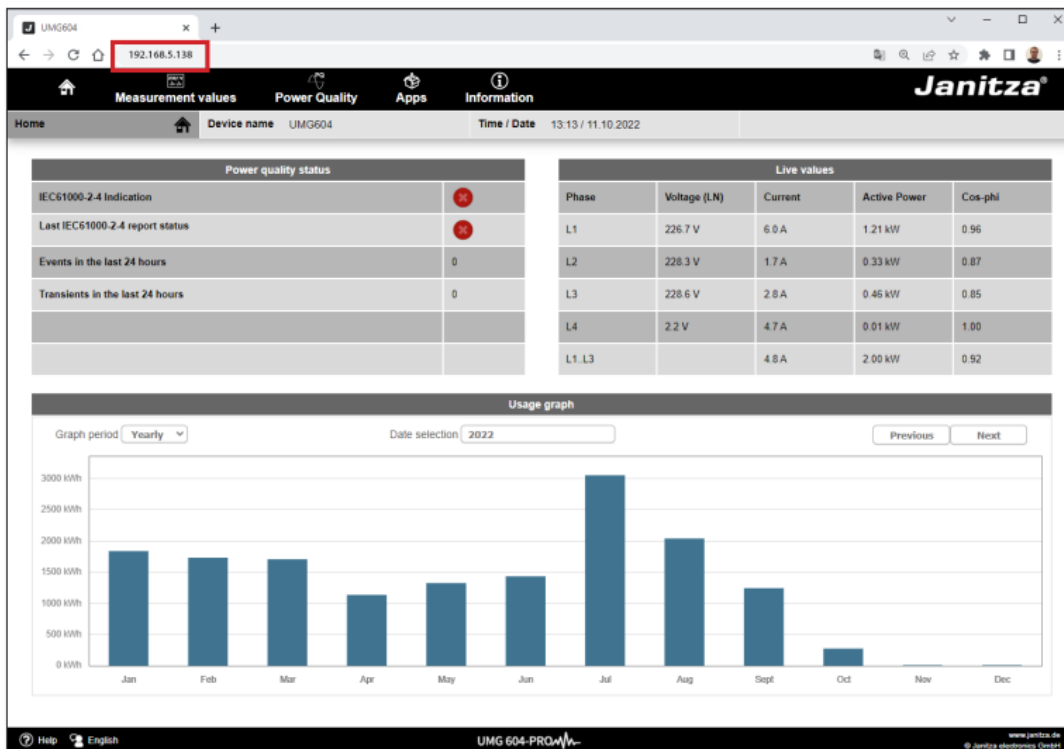 UMG604
192.168.5.138
Measurement values Power Quality Apps Information Janitza®
Home Device name UMG604 Time / Date 13:13 / 11.10.2022
Power quality status
IEC61000-2-4 Indication
Last IEC61000-2-4 report status
Events in the last 24 hours 0
Transients in the last 24 hours 0
Live values
Phase Voltage (LN) Current Active Power Cos-phi
L1 226.7 V 6.0 A 1.21 kW 0.96
L2 228.3 V 1.7 A 0.33 kW 0.87
L3 228.6 V 2.8 A 0.46 kW 0.85
L4 2.2 V 4.7 A 0.01 kW 1.00
L1..L3 4.8 A 2.00 kW 0.92
Usage graph
Graph period Yearly Date selection 2022 Previous Next
3000 kWh
2500 kWh
2000 kWh
1500 kWh
1000 kWh
500 kWh
0 kWh
Jan Feb Mar Apr May Jun Jul Aug Sept Oct Nov Dec
Help English UMG 604-PRO www.janitza.de
© Janitza electronics GmbH